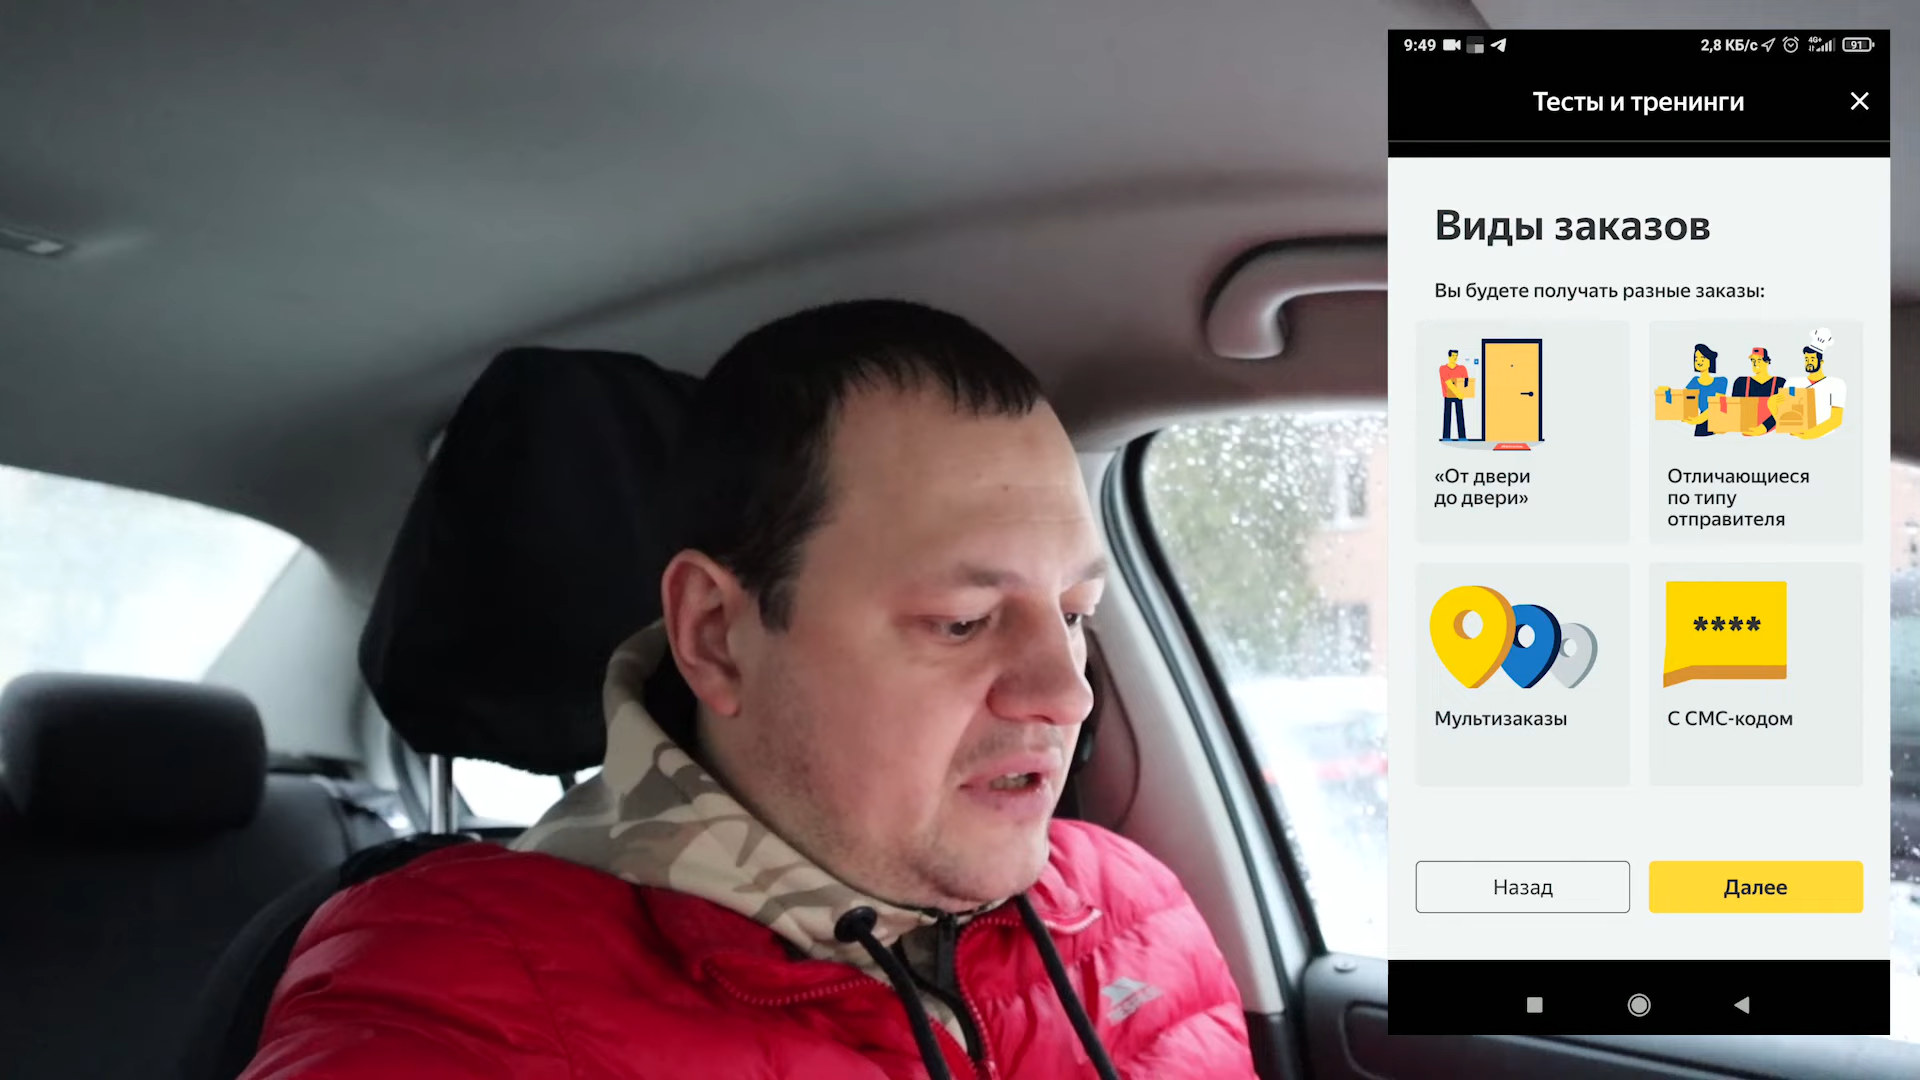 9:49
2,8 КБ/с
4G+
91
Тесты и тренинги
Виды заказов
Вы будете получать разные заказы:
«От двери
до двери»
Отличающиеся
по типу
отправителя
****
Мультизаказы
С СМС-кодом
Назад
Далее